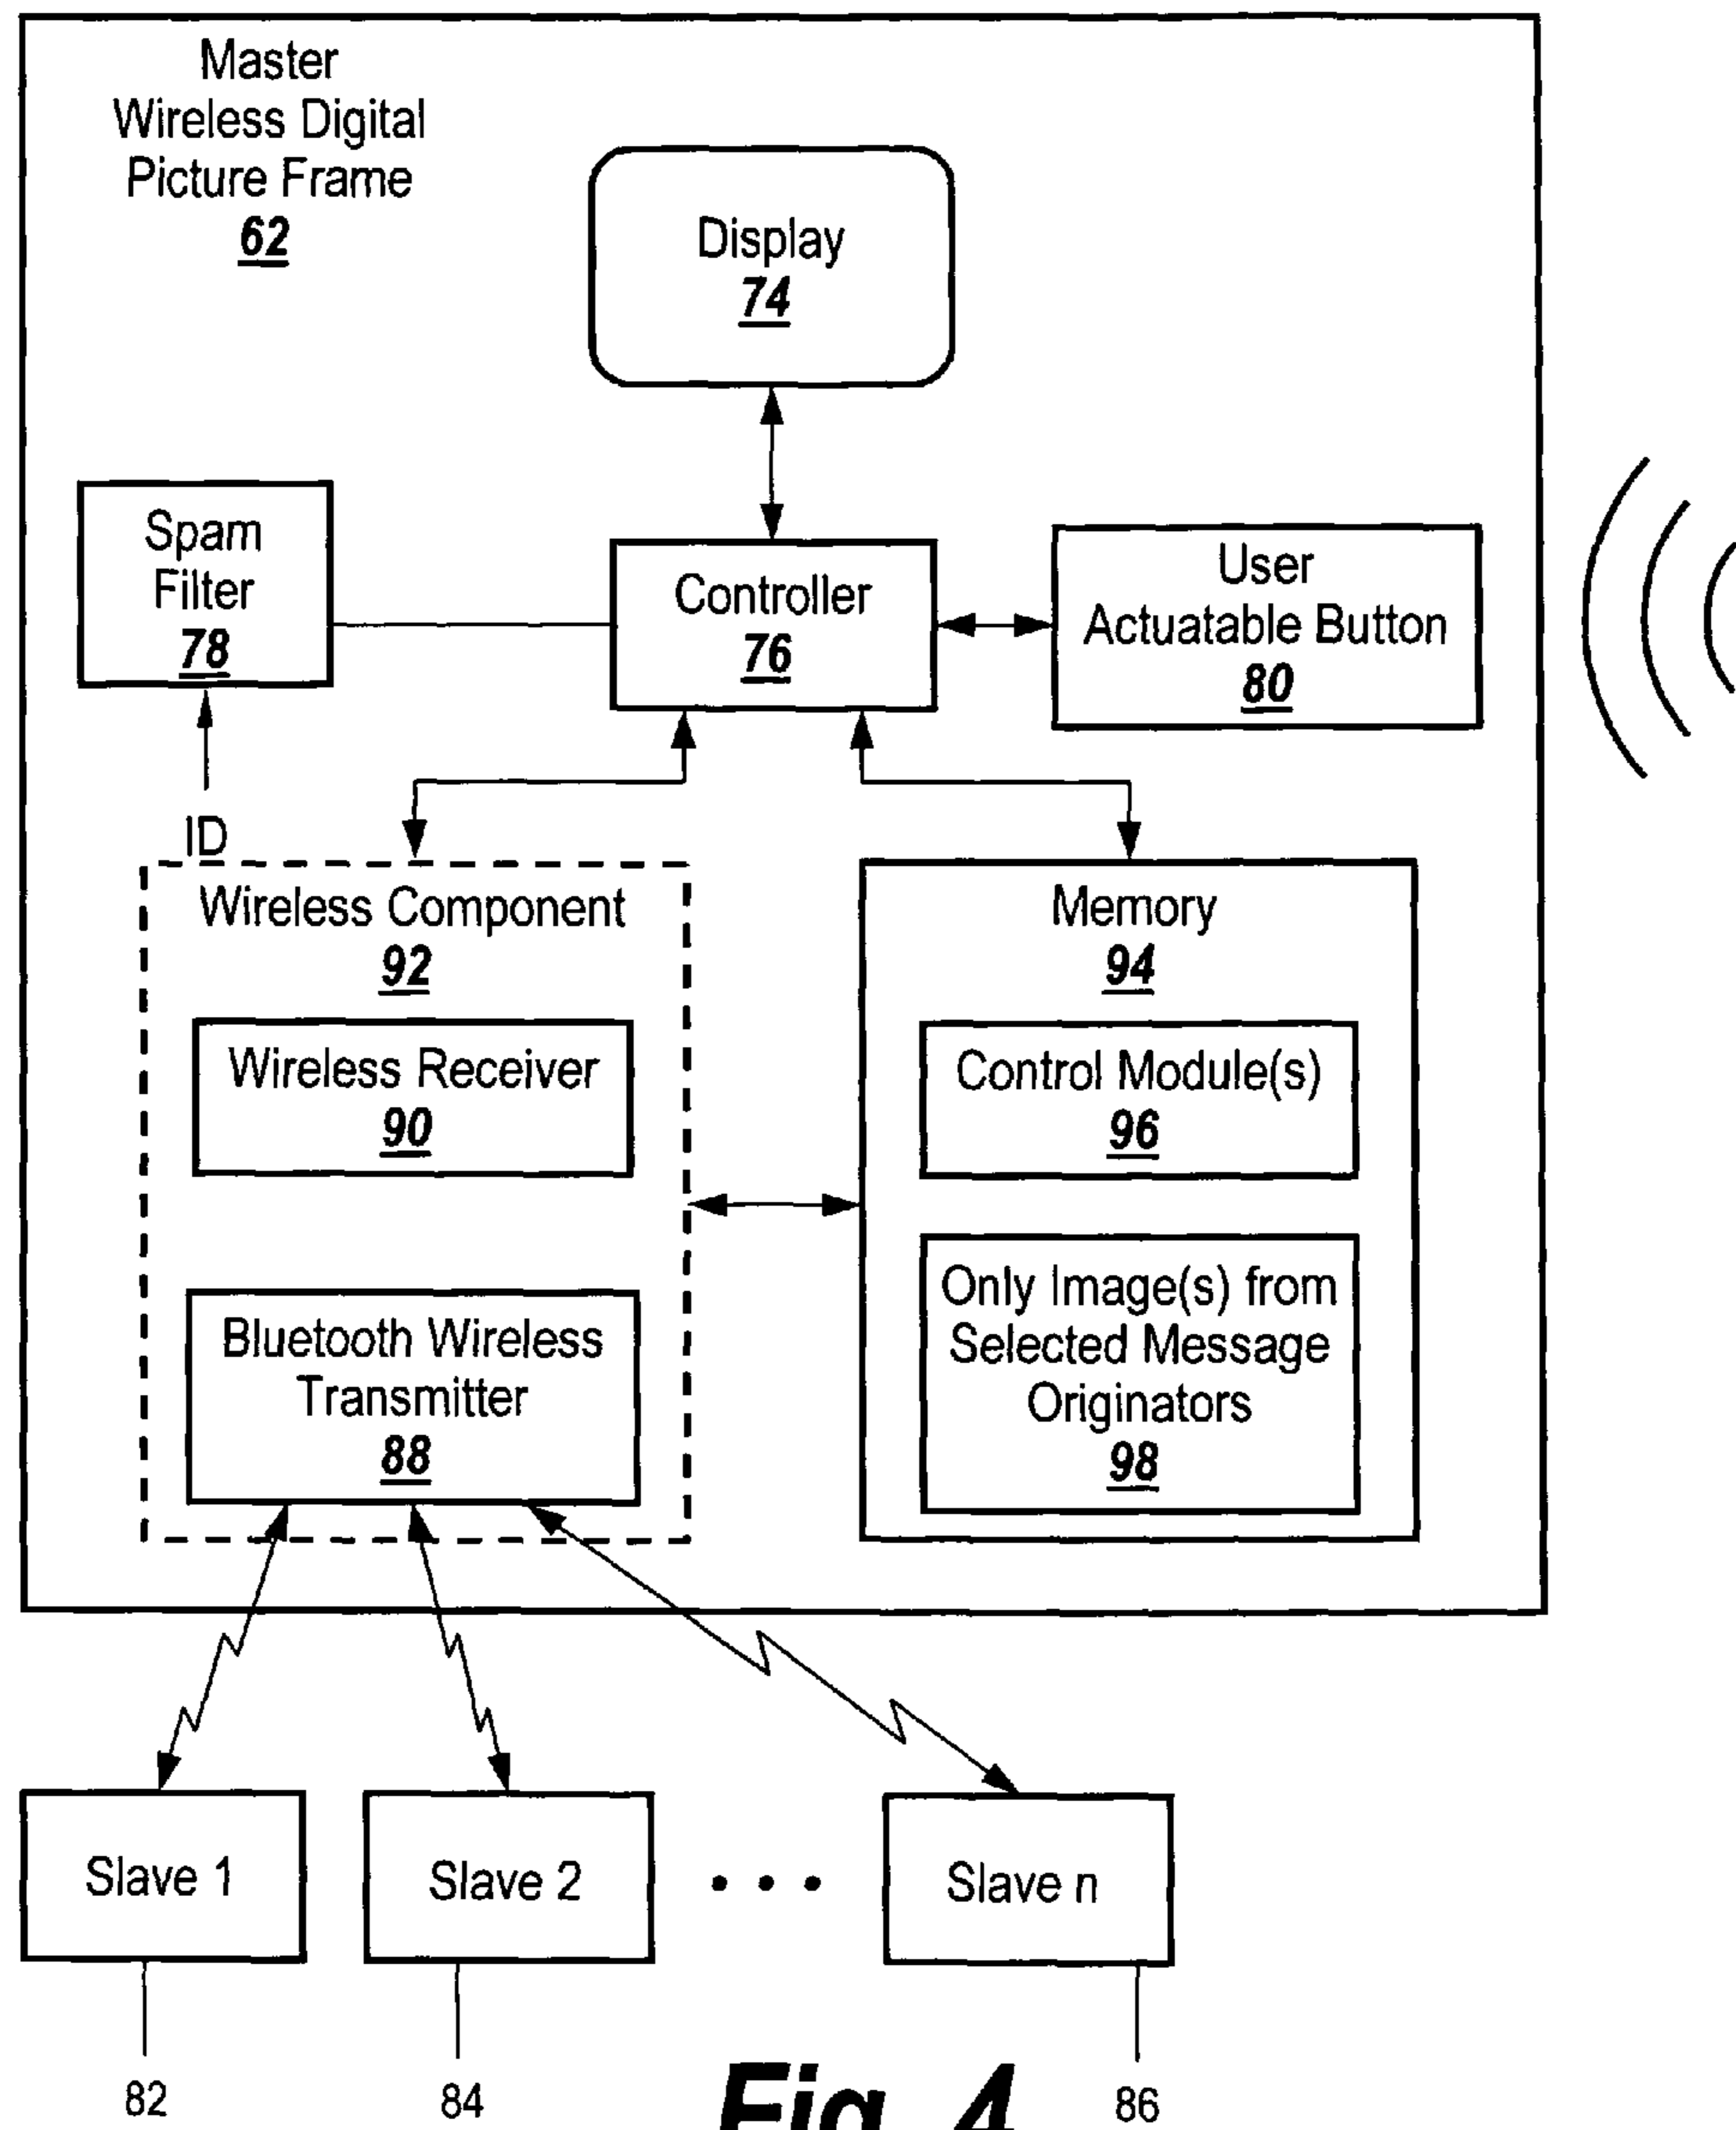 Master
Wireless Digital
Picture Frame
62
Display
74
Spam
Filter
78
Controller
76
User
Actuatable Button
80
ID
Wireless Component
92
Wireless Receiver
90
Bluetooth Wireless
Transmitter
88
Memory
94
Control Module(s)
96
Only Image(s) from
Selected Message
Originators
98
Slave 1
Slave 2
• • •
Slave n
82
84
86
Fig. 4